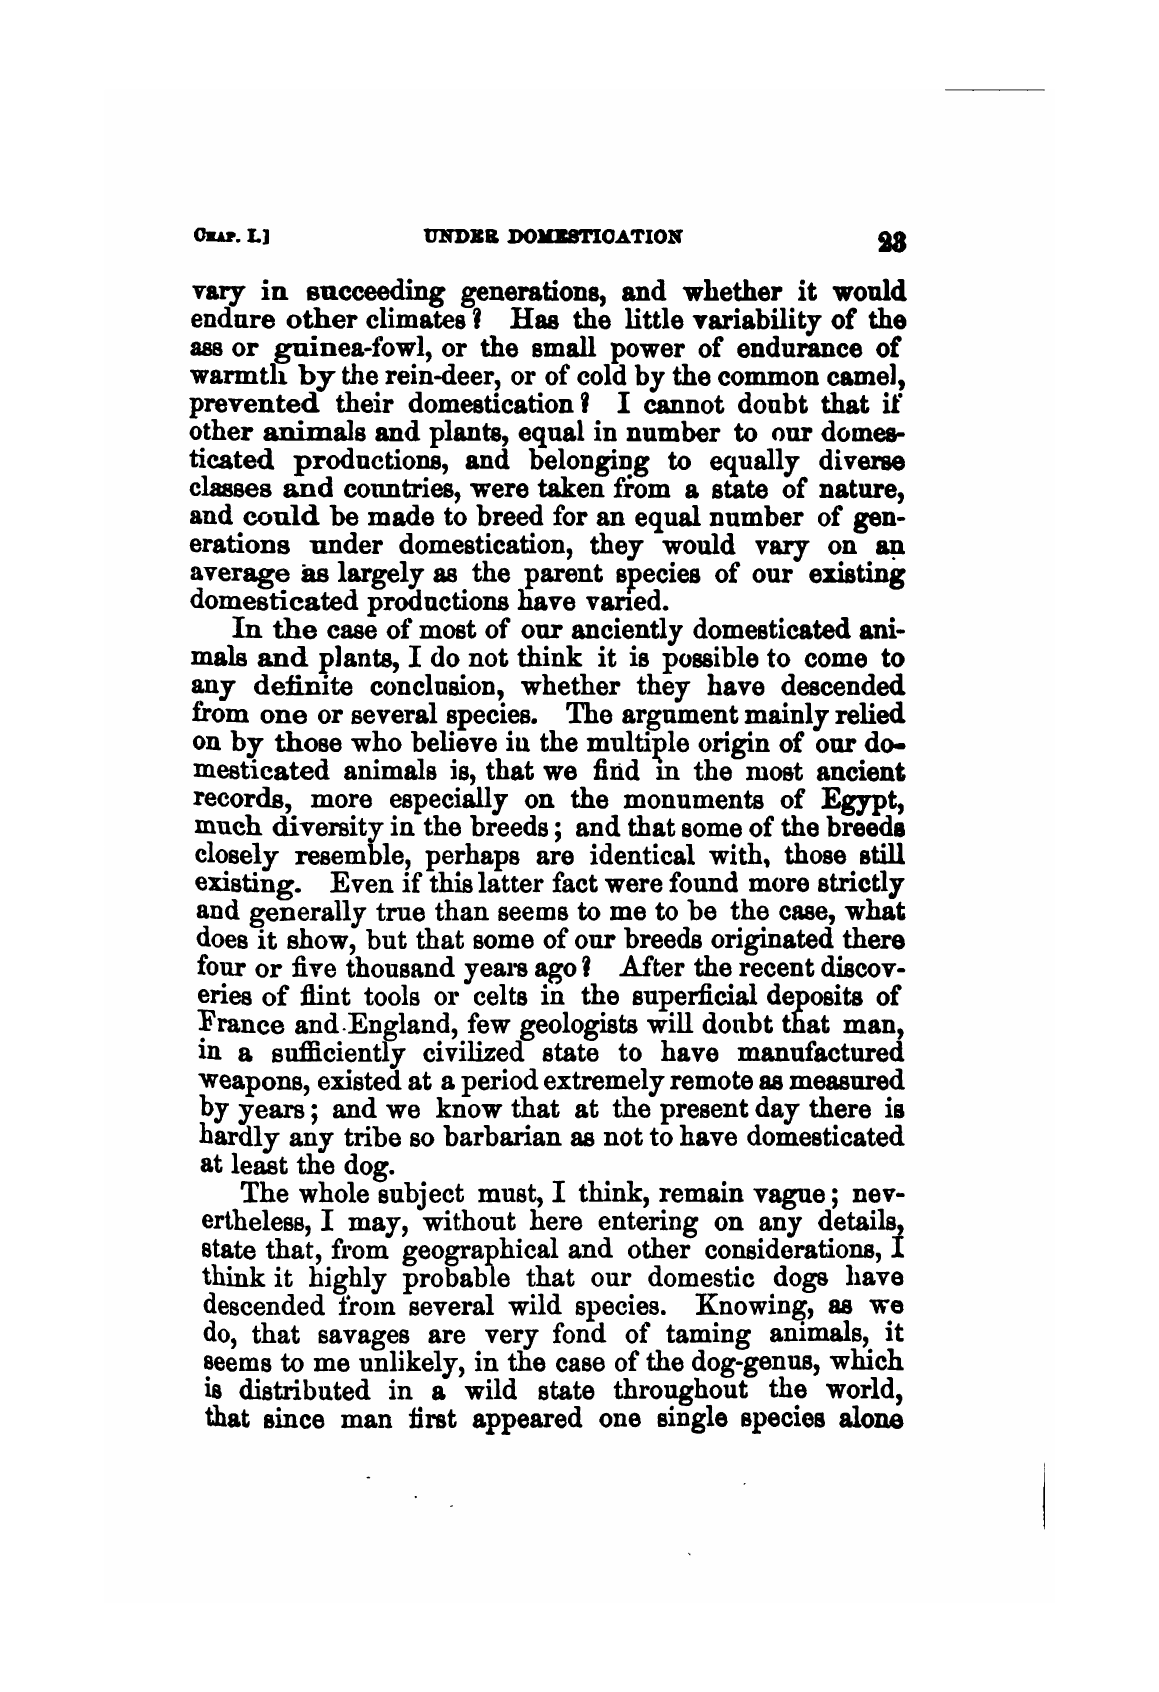 CHAP. I.] UNDER DOMESTICATION 23
vary in succeeding generations, and whether it would
endure other climates? Has the little variability of the
ass or guinea-fowl, or the small power of endurance of
warmth by the rein-deer, or of cold by the common camel,
prevented their domestication? I cannot doubt that if
other animals and plants, equal in number to our domes-
ticated productions, and belonging to equally diverse
classes and countries, were taken from a state of nature,
and could be made to breed for an equal number of gen-
erations under domestication, they would vary on an
average as largely as the parent species of our existing
domesticated productions have varied.
In the case of most of our anciently domesticated ani-
mals and plants, I do not think it is possible to come to
any definite conclusion, whether they have descended
from one or several species. The argument mainly relied
on by those who believe in the multiple origin of our do-
mesticated animals is, that we find in the most ancient
records, more especially on the monuments of Egypt,
much diversity in the breeds; and that some of the breeds
closely resemble, perhaps are identical with, those still
existing. Even if this latter fact were found more strictly
and generally true than seems to me to be the case, what
does it show, but that some of our breeds originated there
four or five thousand years ago? After the recent discov-
eries of flint tools or celts in the superficial deposits of
France and England, few geologists will doubt that man,
in a sufficiently civilized state to have manufactured
weapons, existed at a period extremely remote as measured
by years; and we know that at the present day there is
hardly any tribe so barbarian as not to have domesticated
at least the dog.
The whole subject must, I think, remain vague; nev-
ertheless, I may, without here entering on any details,
state that, from geographical and other considerations, I
think it highly probable that our domestic dogs have
descended from several wild species. Knowing, as we
do, that savages are very fond of taming animals, it
seems to me unlikely, in the case of the dog-genus, which
is distributed in a wild state throughout the world,
that since man first appeared one single species alone